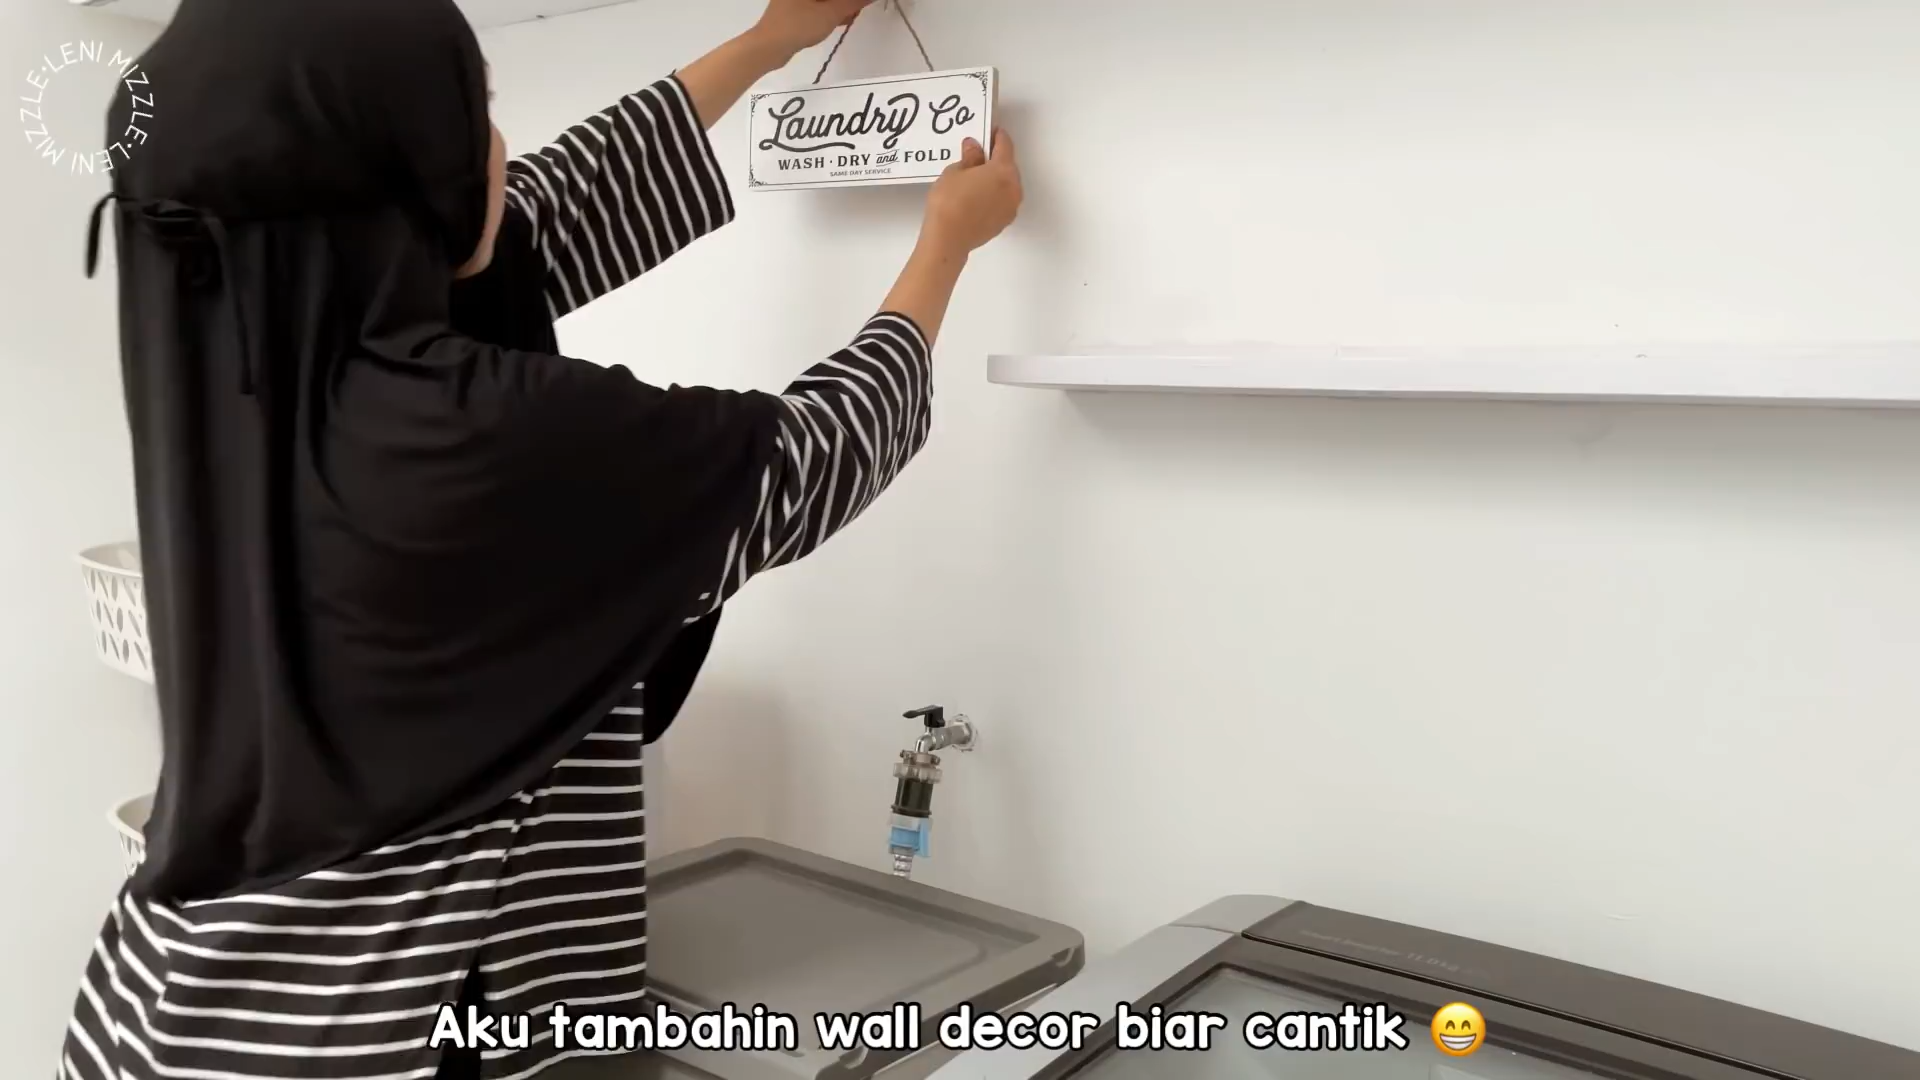 LENI MIZZLE•LENI MIZZLE•
Laundry Co
WASH · DRY and FOLD
SAME DAY SERVICE
Aku tambahin wall decor biar cantik 😁